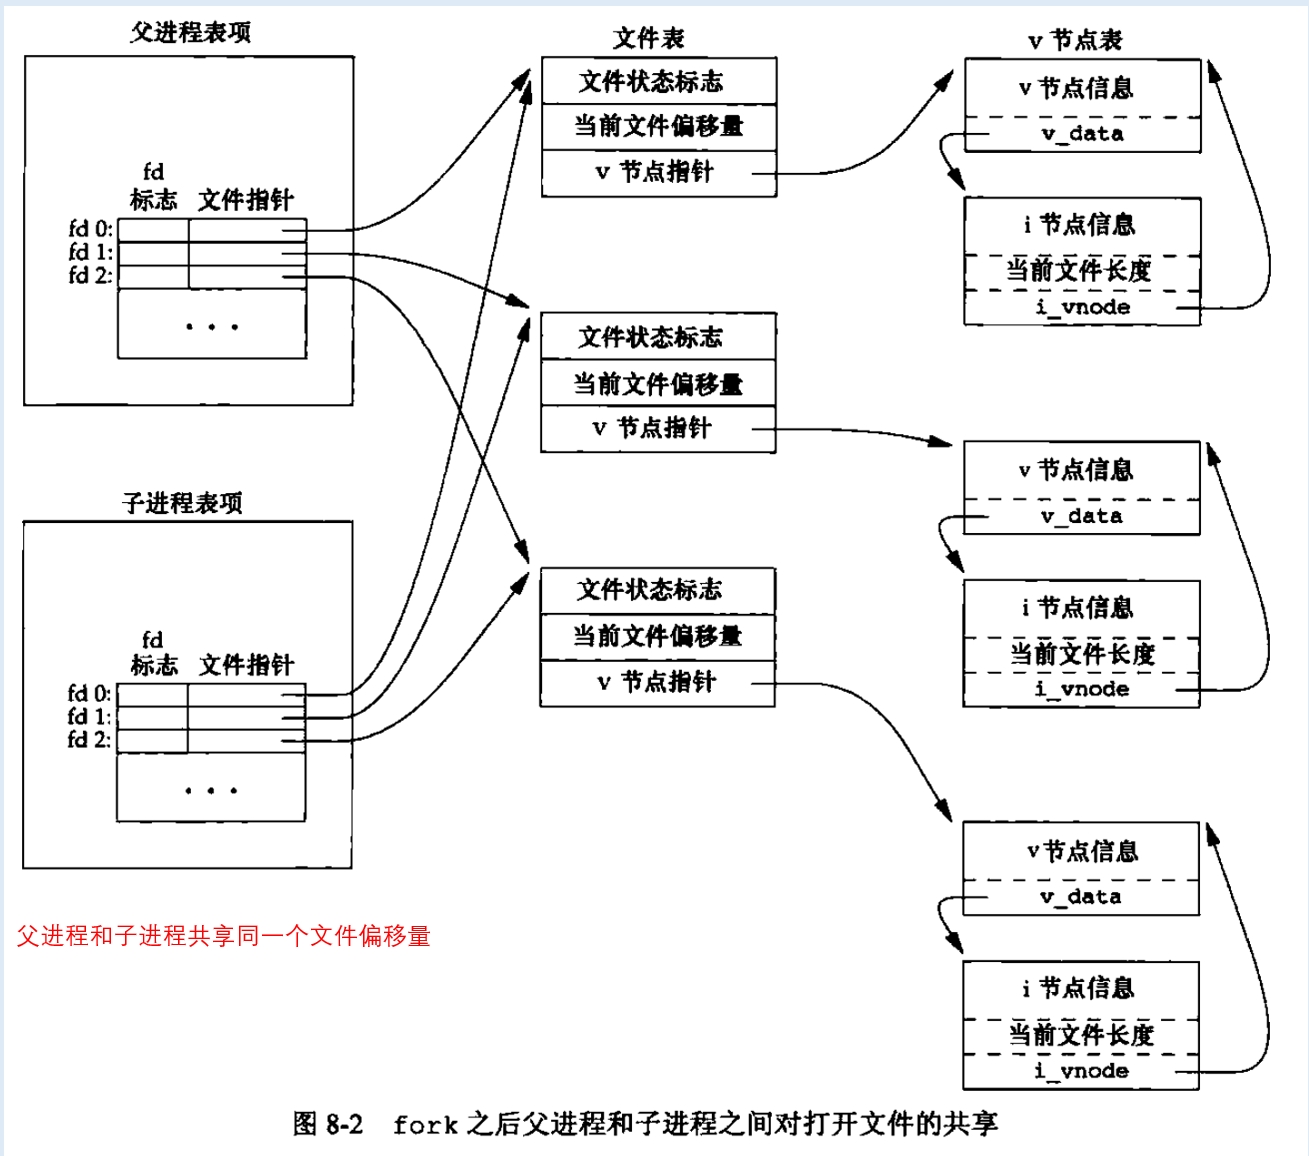 父进程表项
fd
标志 文件指针
fd 0:
fd 1:
fd 2:
...
子进程表项
fd
标志 文件指针
fd 0:
fd 1:
fd 2:
...
父进程和子进程共享同一个文件偏移量
文件表
文件状态标志
当前文件偏移量
v 节点指针
文件状态标志
当前文件偏移量
v 节点指针
文件状态标志
当前文件偏移量
v 节点指针
v 节点表
v 节点信息
v_data
i 节点信息
当前文件长度
i_vnode
v 节点信息
v_data
i 节点信息
当前文件长度
i_vnode
v 节点信息
v_data
i 节点信息
当前文件长度
i_vnode
图 8-2 fork 之后父进程和子进程之间对打开文件的共享